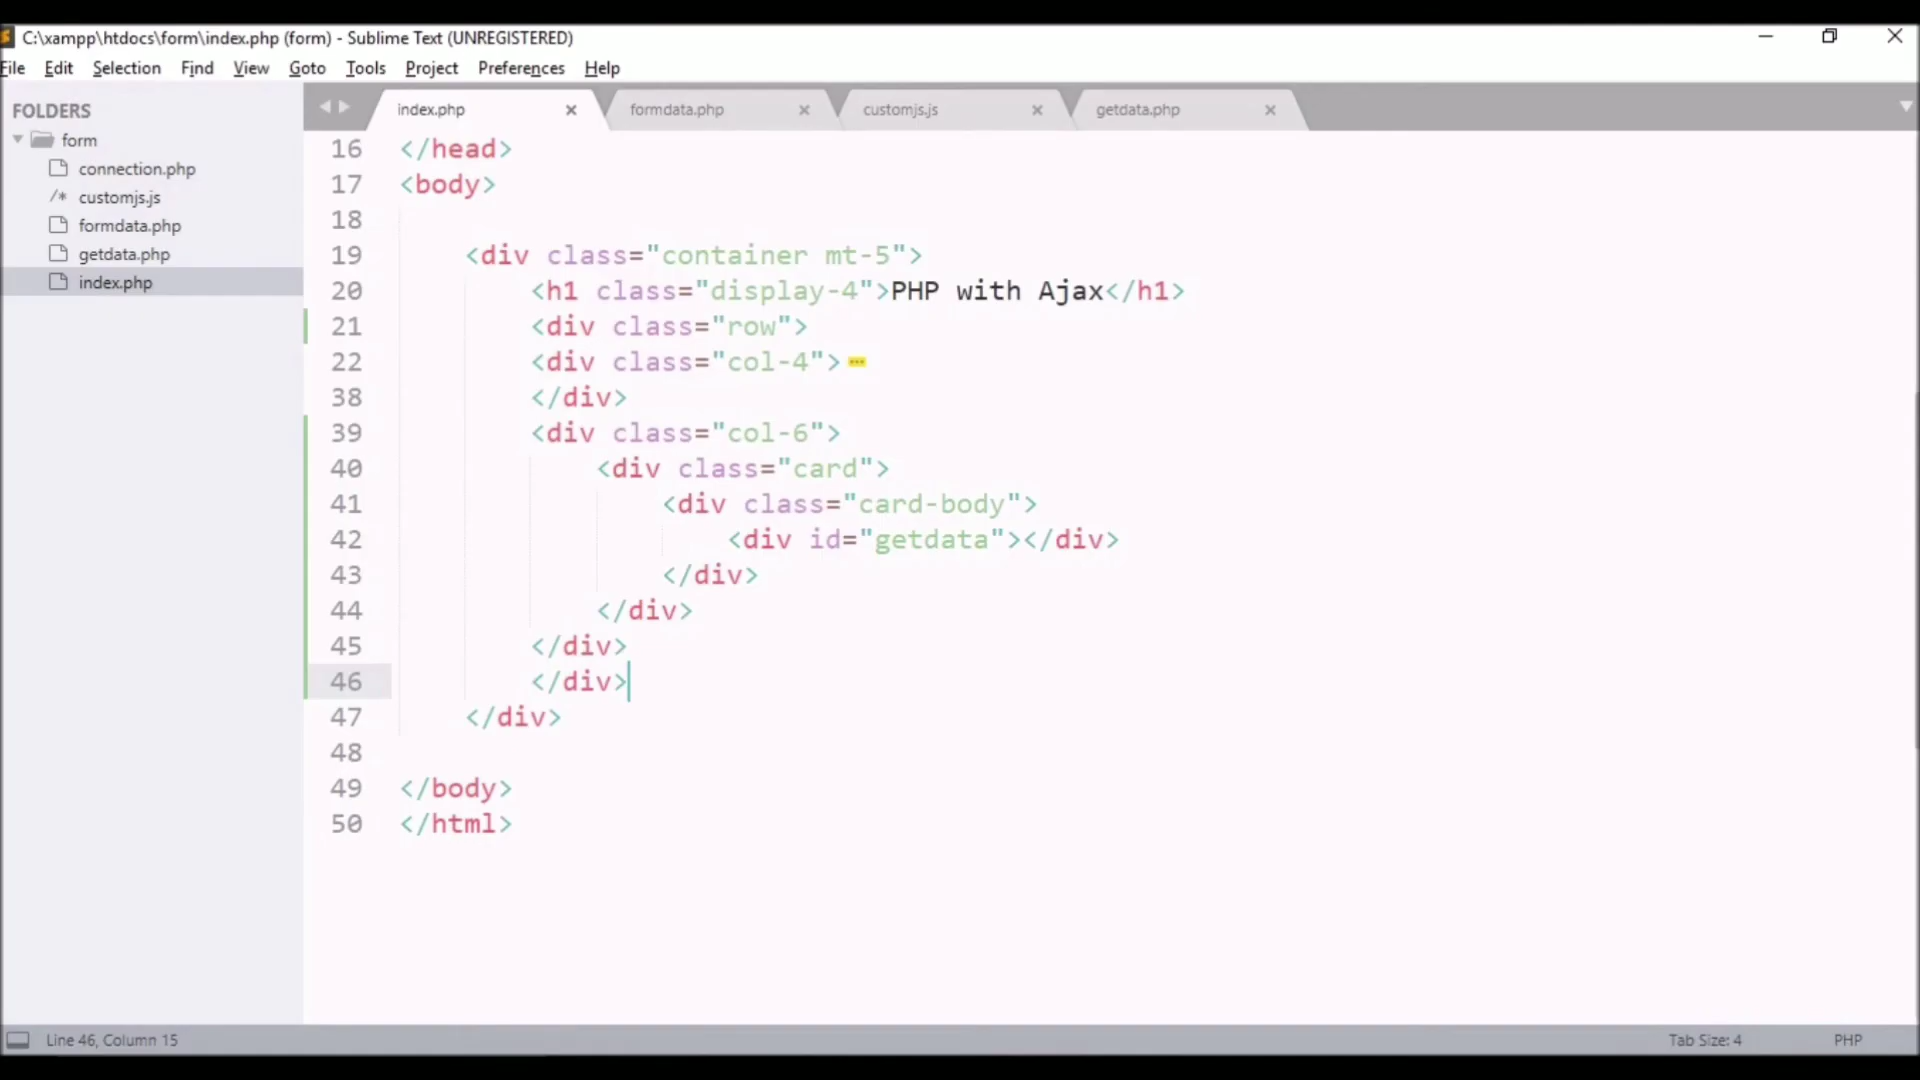 C:\xampp\htdocs\form\index.php (form) - Sublime Text (UNREGISTERED)
File Edit Selection Find View Goto Tools Project Preferences Help
FOLDERS
form
connection.php
/* customjs.js
formdata.php
getdata.php
index.php
index.php formdata.php customjs.js getdata.php
16 </head>
17 <body>
18
19 <div class="container mt-5">
20 <h1 class="display-4">PHP with Ajax</h1>
21 <div class="row">
22 <div class="col-4">
38 </div>
39 <div class="col-6">
40 <div class="card">
41 <div class="card-body">
42 <div id="getdata"></div>
43 </div>
44 </div>
45 </div>
46 </div>
47 </div>
48
49 </body>
50 </html>
Line 46, Column 15 Tab Size: 4 PHP